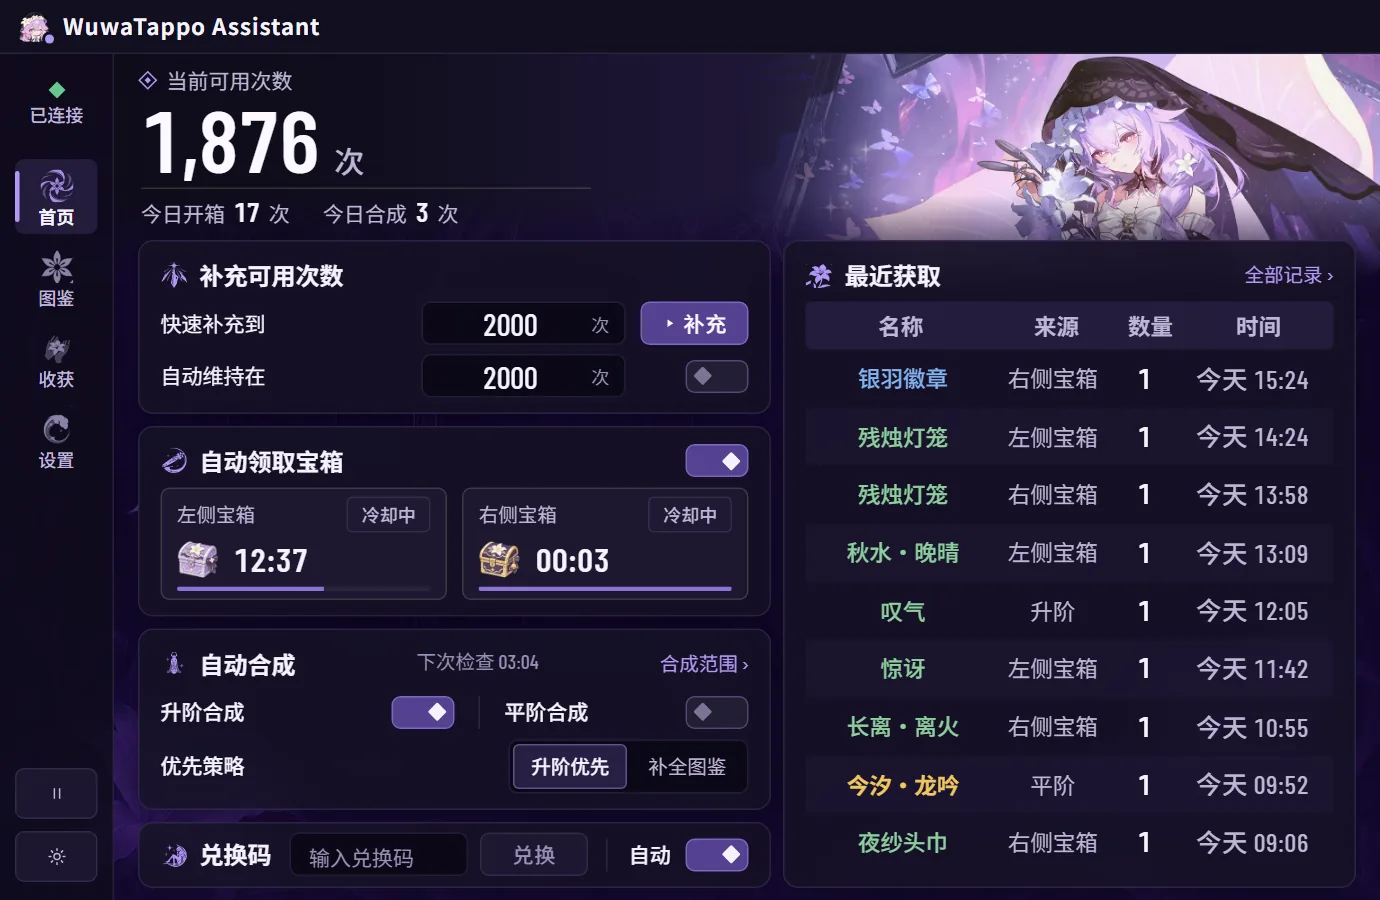 WuwaTappo Assistant
已连接
首页
图鉴
收获
设置
当前可用次数
1,876 次
今日开箱 17 次 今日合成 3 次
补充可用次数
快速补充到 2000 次 补充
自动维持在 2000 次
自动领取宝箱
左侧宝箱 冷却中
12:37
右侧宝箱 冷却中
00:03
自动合成 下次检查 03:04 合成范围 ›
升阶合成 平阶合成
优先策略 升阶优先 补全图鉴
兑换码 输入兑换码 兑换 自动
最近获取 全部记录 ›
名称 来源 数量 时间
银羽徽章 右侧宝箱 1 今天 15:24
残烛灯笼 左侧宝箱 1 今天 14:24
残烛灯笼 右侧宝箱 1 今天 13:58
秋水・晚晴 左侧宝箱 1 今天 13:09
叹气 升阶 1 今天 12:05
惊讶 左侧宝箱 1 今天 11:42
长离・离火 右侧宝箱 1 今天 10:55
今汐・龙吟 平阶 1 今天 09:52
夜纱头巾 右侧宝箱 1 今天 09:06